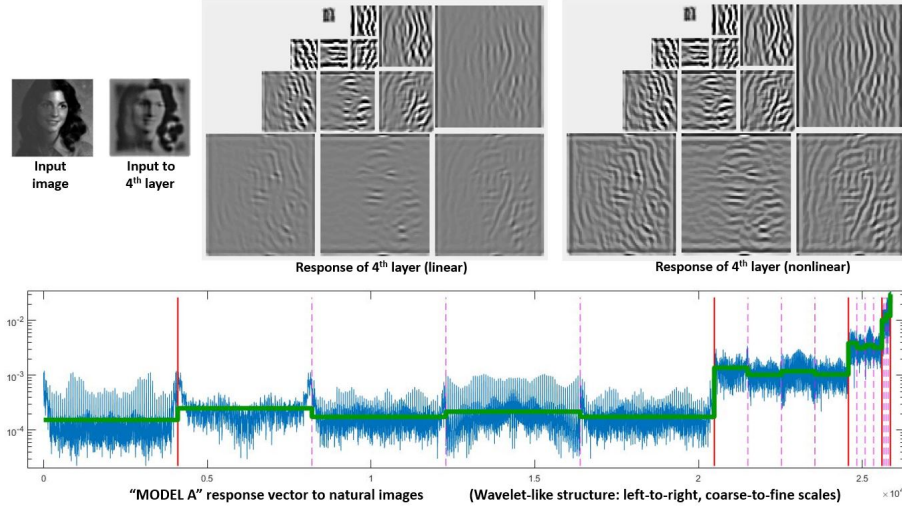 Input
image
Input to
4th layer
Response of 4th layer (linear)
Response of 4th layer (nonlinear)
10-2
10-3
10-4
0
0.5
1
1.5
2
2.5
“MODEL A” response vector to natural images (Wavelet-like structure: left-to-right, coarse-to-fine scales)